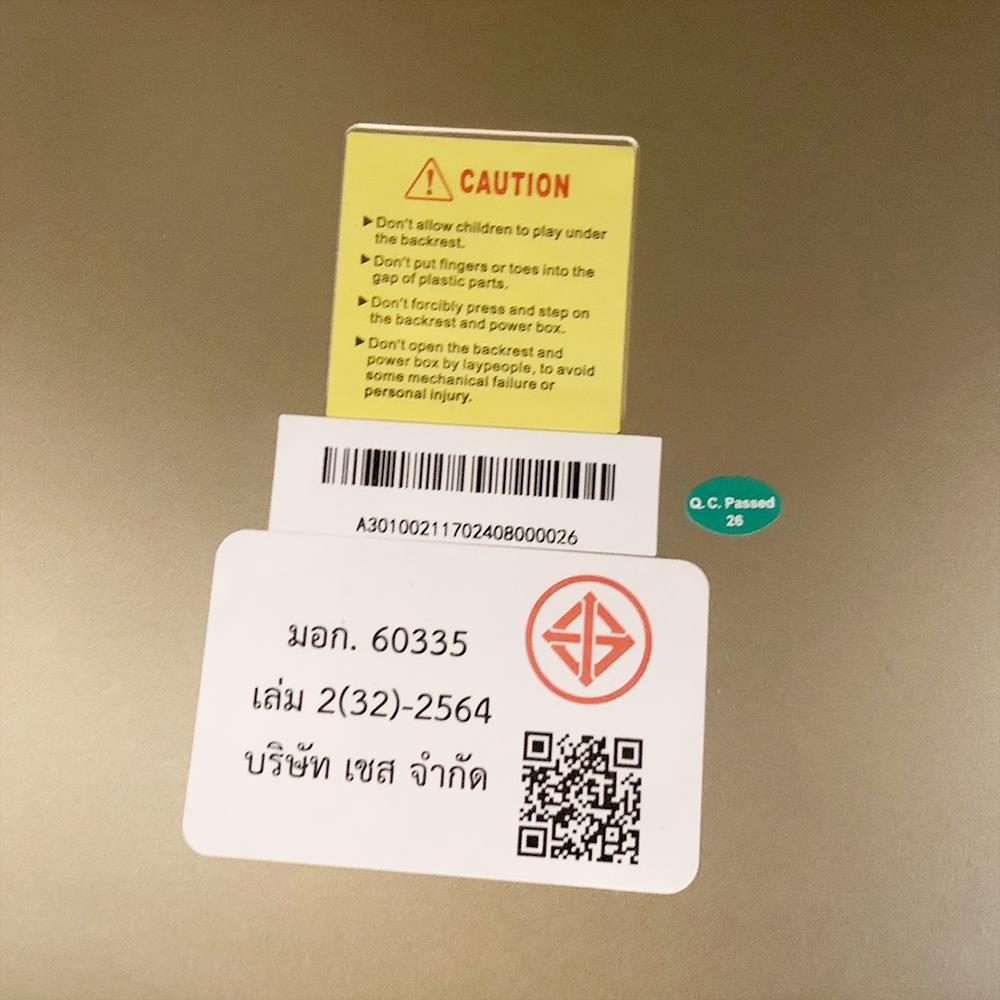 CAUTION
▶Don't allow children to play under
the backrest.
▶Don't put fingers or toes into the
gap of plastic parts.
▶Don't forcibly press and step on
the backrest and power box.
▶Don't open the backrest and
power box by laypeople, to avoid
some mechanical failure or
personal injury.
A30100211702408000026
Q.C. Passed
26
มอก. 60335
เล่ม 2(32)-2564
บริษัท เชส จำกัด